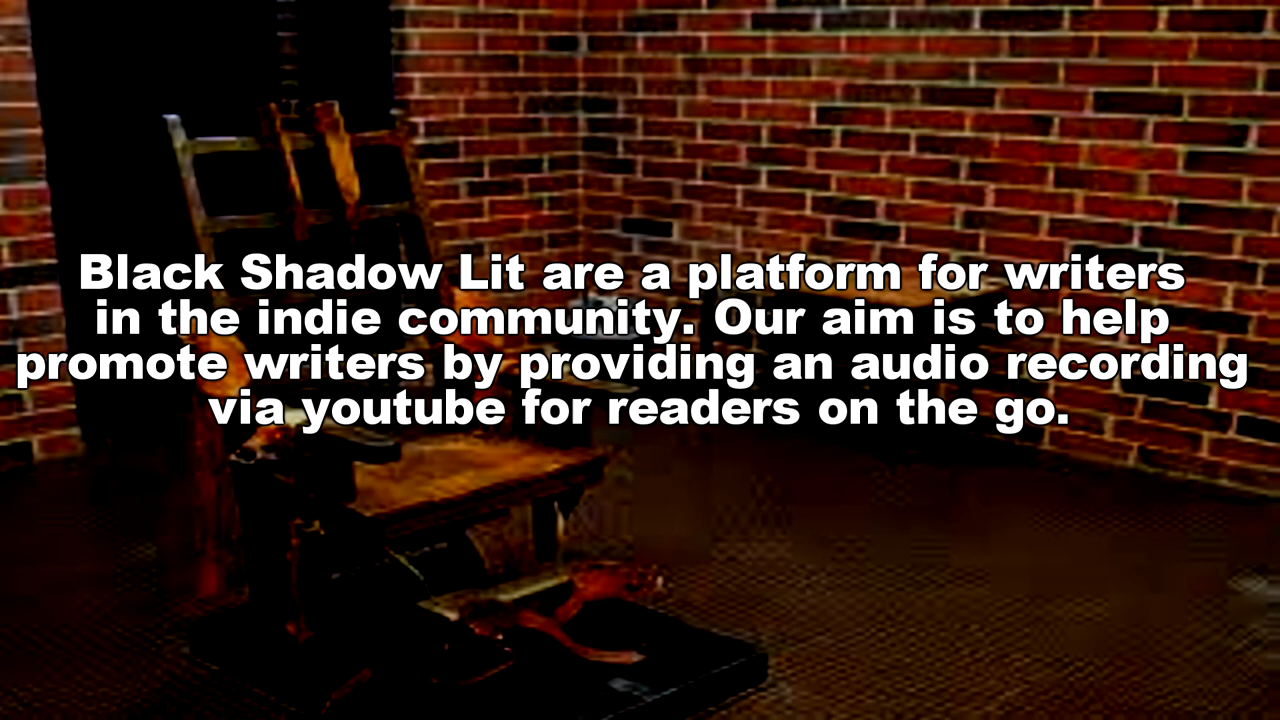 Black Shadow Lit are a platform for writers
in the indie community. Our aim is to help
promote writers by providing an audio recording
via youtube for readers on the go.